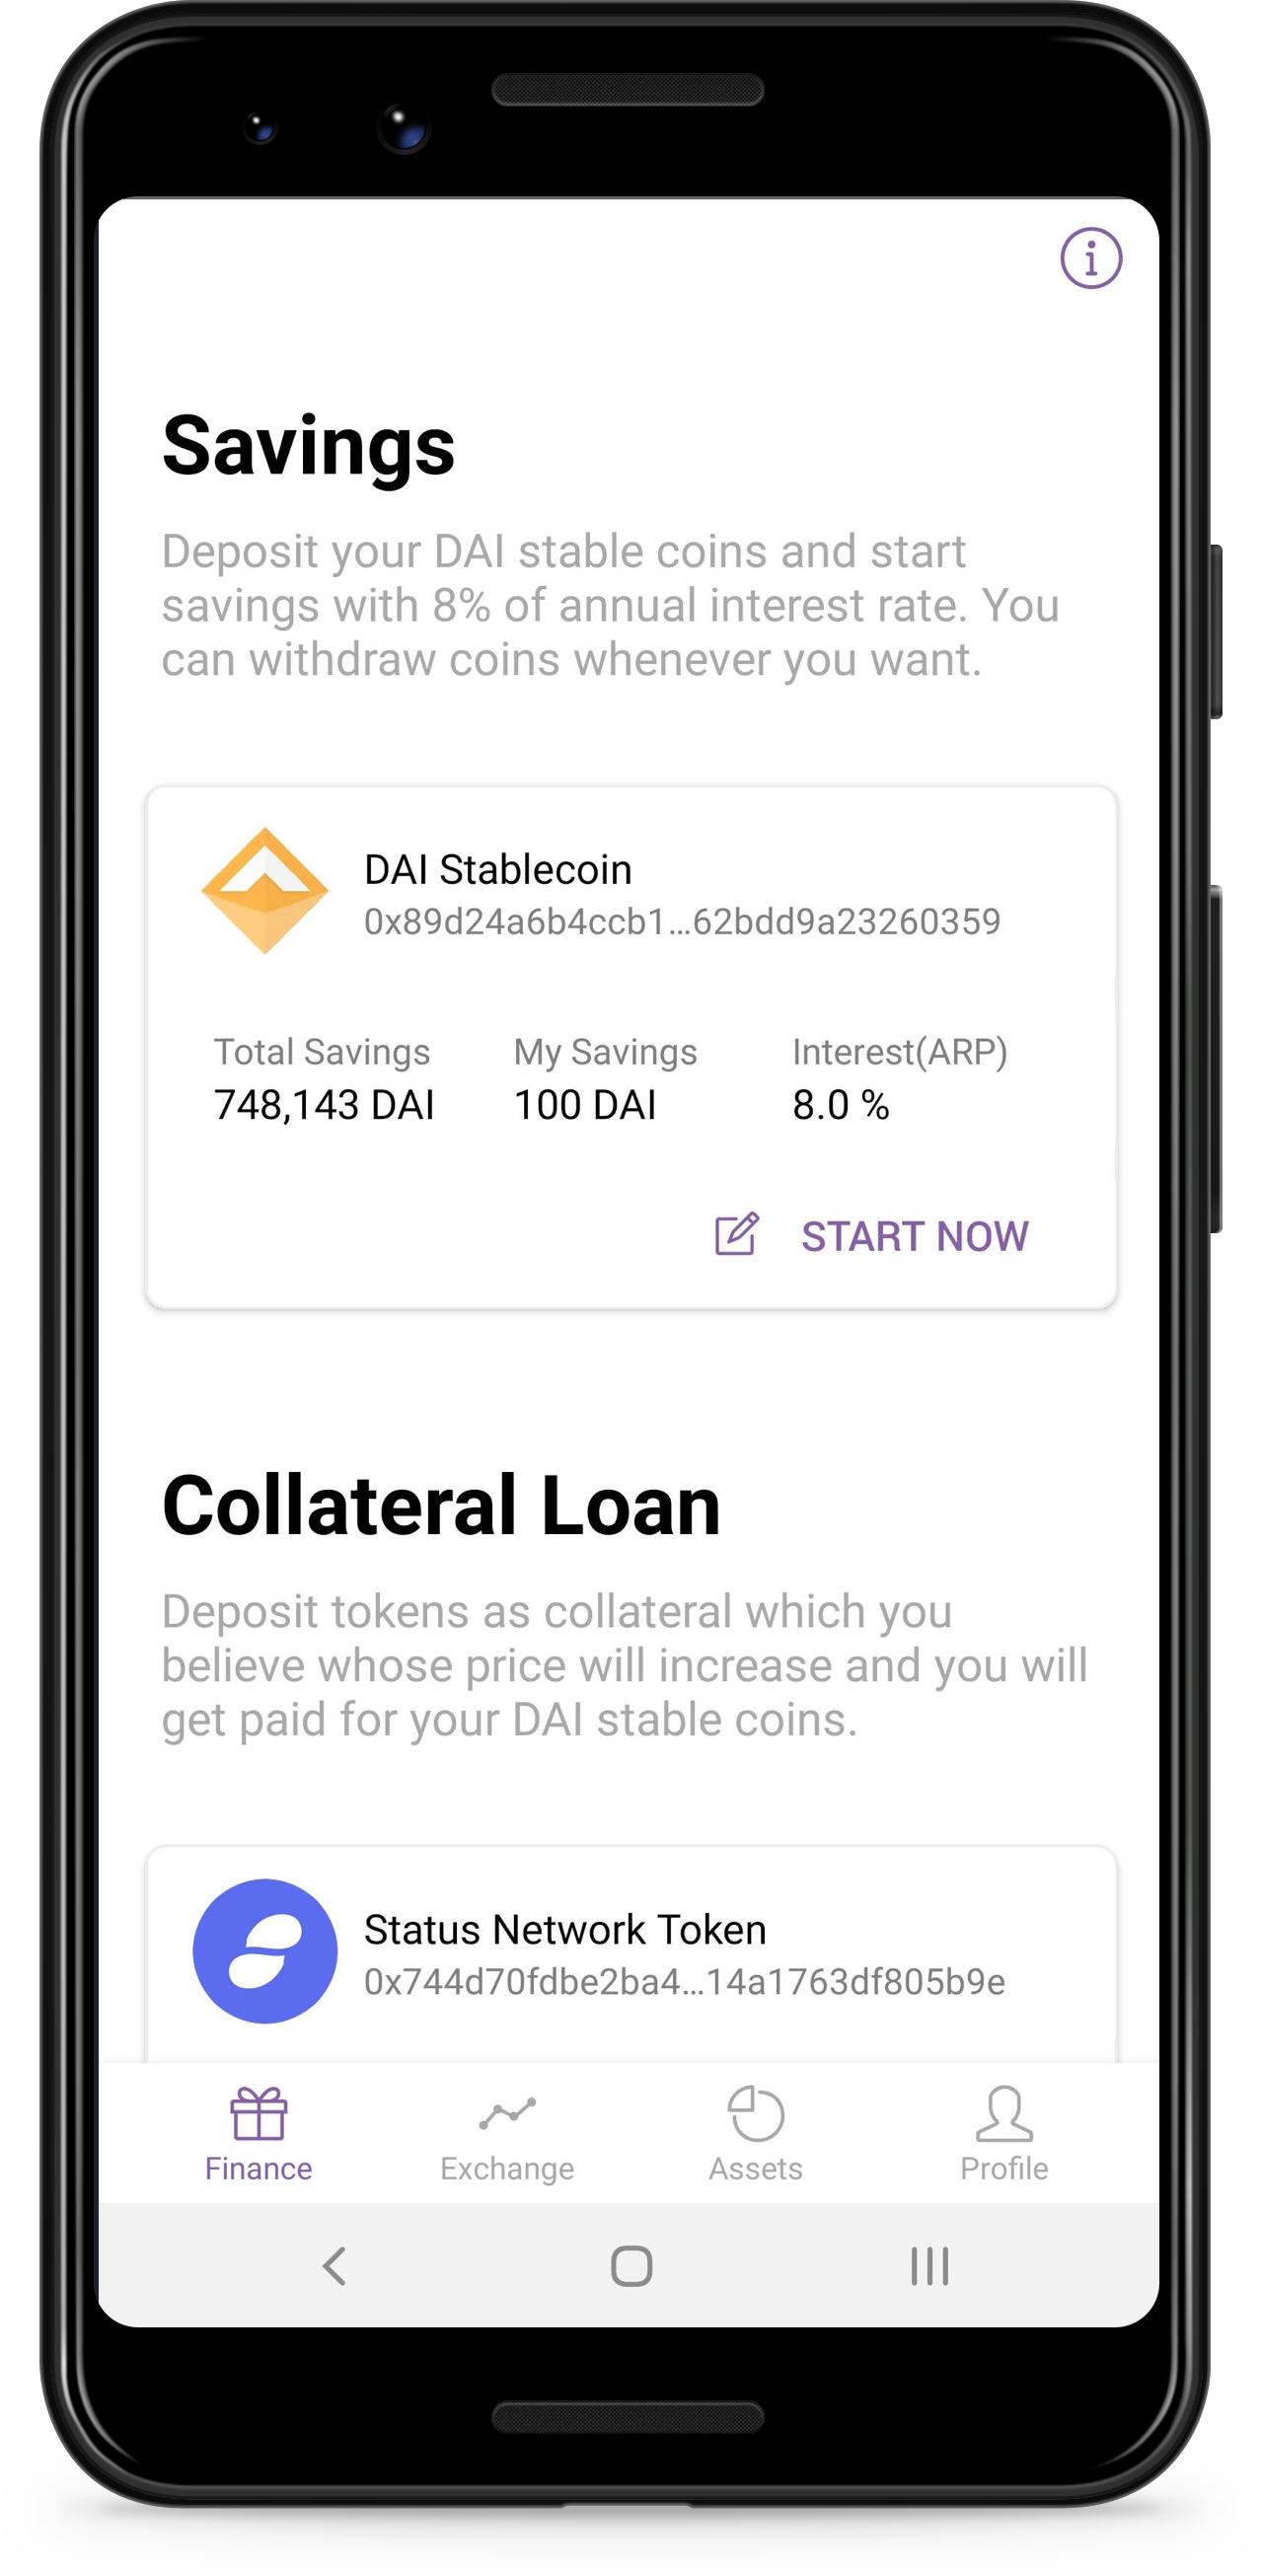 Savings
Deposit your DAI stable coins and start
savings with 8% of annual interest rate. You
can withdraw coins whenever you want.
DAI Stablecoin
0x89d24a6b4ccb1...62bdd9a23260359
Total Savings My Savings Interest(ARP)
748,143 DAI 100 DAI 8.0 %
START NOW
Collateral Loan
Deposit tokens as collateral which you
believe whose price will increase and you will
get paid for your DAI stable coins.
Status Network Token
0x744d70fdbe2ba4...14a1763df805b9e
Finance Exchange Assets Profile